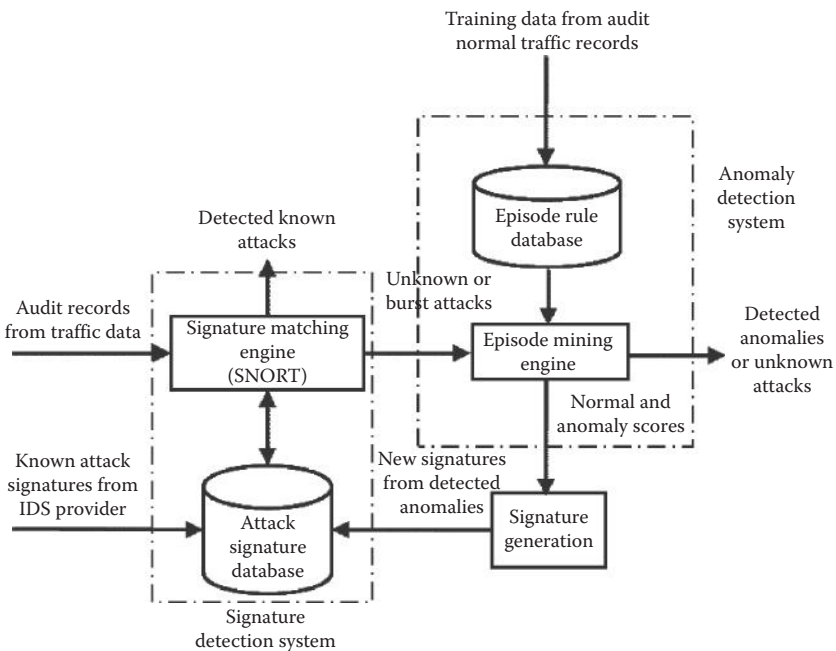 Training data from audit
normal traffic records
Anomaly
detection
system
Episode rule
database
Detected known
attacks
Unknown or
burst attacks
Audit records
from traffic data
Signature matching
engine
(SNORT)
Episode mining
engine
Detected
anomalies
or unknown
attacks
Normal and
anomaly scores
Known attack
signatures from
IDS provider
New signatures
from detected
anomalies
Attack
signature
database
Signature
generation
Signature
detection system